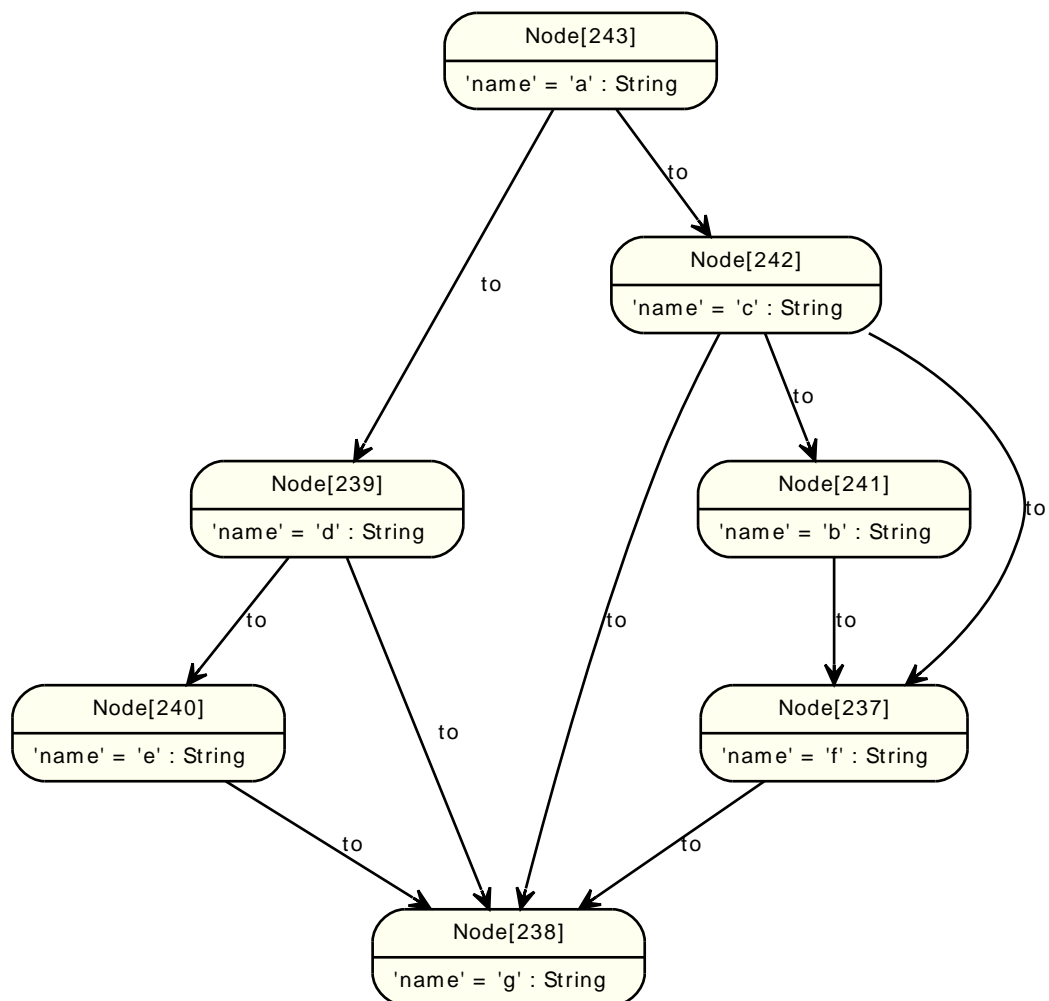 Node[243]
'name' = 'a' : String
to
to
Node[242]
'name' = 'c' : String
to
to
Node[239]
'name' = 'd' : String
Node[241]
'name' = 'b' : String
to
to
to
to
Node[240]
'name' = 'e' : String
Node[237]
'name' = 'f' : String
to
to
to
Node[238]
'name' = 'g' : String